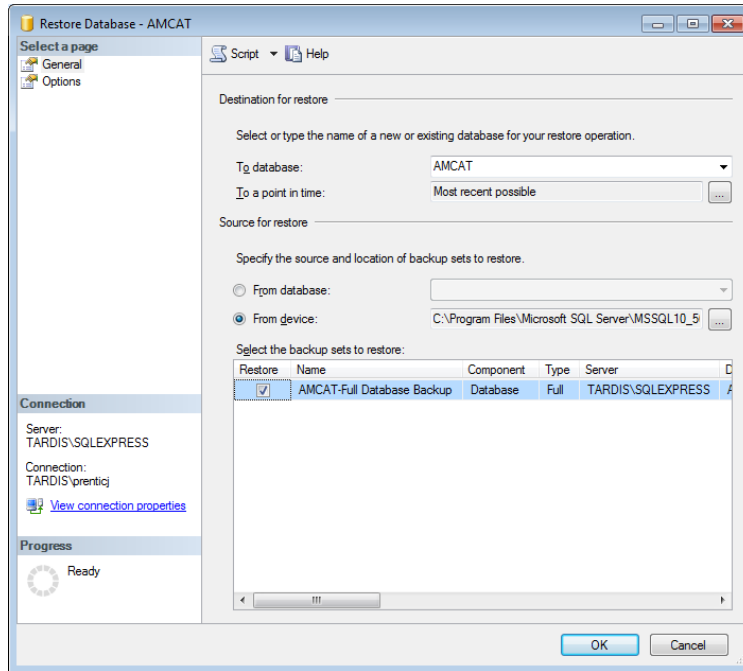 Restore Database - AMCAT
Select a page
General
Options
Script
Help
Destination for restore
Select or type the name of a new or existing database for your restore operation.
To database:
AMCAT
To a point in time:
Most recent possible
...
Source for restore
Specify the source and location of backup sets to restore.
From database:
From device:
C:\Program Files\Microsoft SQL Server\MSSQL10_5
...
Select the backup sets to restore:
Restore Name Component Type Server
AMCAT-Full Database Backup Database Full TARDIS\SQLEXPRESS
Connection
Server:
TARDIS\SQLEXPRESS
Connection:
TARDIS\prenticj
View connection properties
Progress
Ready
OK
Cancel